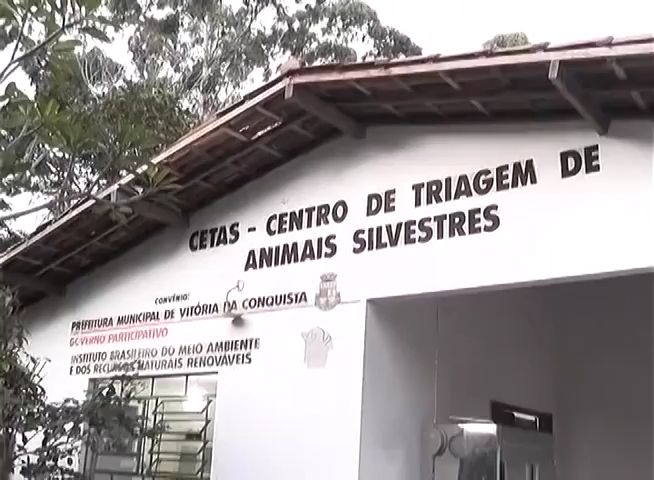 CETAS - CENTRO DE TRIAGEM DE
ANIMAIS SILVESTRES
CONVÊNIO:
PREFEITURA MUNICIPAL DE VITÓRIA DA CONQUISTA
GOVERNO PARTICIPATIVO
INSTITUTO BRASILEIRO DO MEIO AMBIENTE
E DOS RECURSOS NATURAIS RENOVÁVEIS